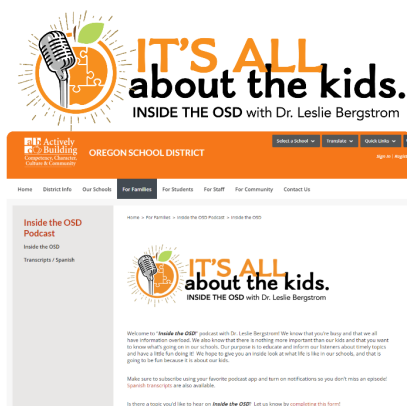 IT'S ALL
about the kids.
INSIDE THE OSD with Dr. Leslie Bergstrom
Actively
Building
Competency, Character,
Culture & Community
OREGON SCHOOL DISTRICT
Select a School
Translate
Quick Links
Sign In
Home District Info Our Schools For Families For Students For Staff For Community Contact Us
Inside the OSD
Podcast
Inside the OSD
Transcripts / Spanish
Home > For Families > Inside the OSD Podcast > Inside the OSD
IT'S ALL
about the kids.
INSIDE THE OSD with Dr. Leslie Bergstrom
Welcome to "Inside the OSD!" podcast with Dr. Leslie Bergstrom! We know that you're busy and that we all
have information overload. We also know that there is nothing more important than our kids and that you want
to know what's going on in our schools. Our purpose is to educate and inform our listeners about timely topics
and have a little fun doing it! We hope to give you an inside look at what life is like in our schools, and that is
going to be fun because it is about our kids.
Make sure to subscribe using your favorite podcast app and turn on notifications so you don't miss an episode!
Spanish transcripts are also available.
Is there a topic you'd like to hear on Inside the OSD? Let us know by completing this form!